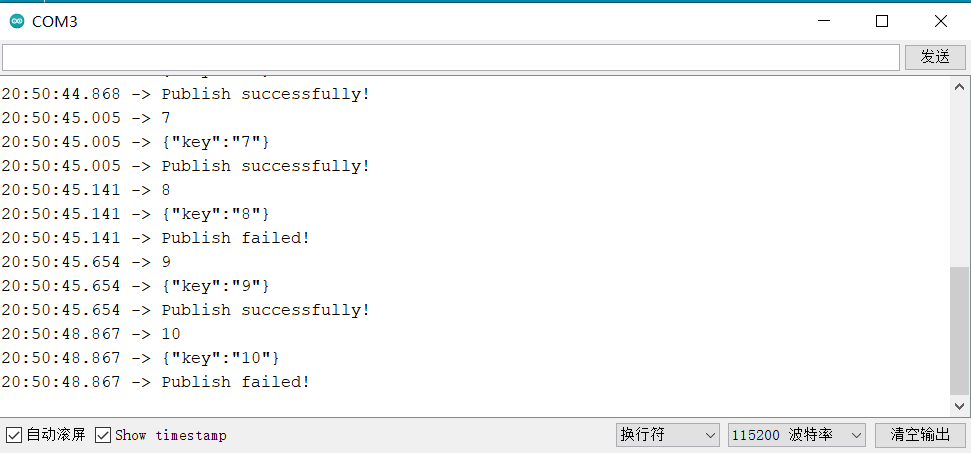 COM3
发送
20:50:44.868 -> Publish successfully!
20:50:45.005 -> 7
20:50:45.005 -> {"key":"7"}
20:50:45.005 -> Publish successfully!
20:50:45.141 -> 8
20:50:45.141 -> {"key":"8"}
20:50:45.141 -> Publish failed!
20:50:45.654 -> 9
20:50:45.654 -> {"key":"9"}
20:50:45.654 -> Publish successfully!
20:50:48.867 -> 10
20:50:48.867 -> {"key":"10"}
20:50:48.867 -> Publish failed!
自动滚屏 Show timestamp 换行符 115200 波特率 清空输出